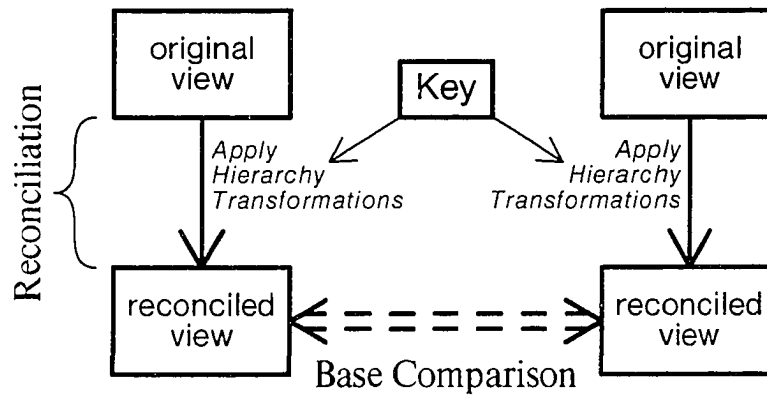 original
view
original
view
Key
Reconciliation
Apply
Hierarchy
Transformations
Apply
Hierarchy
Transformations
reconciled
view
reconciled
view
Base Comparison